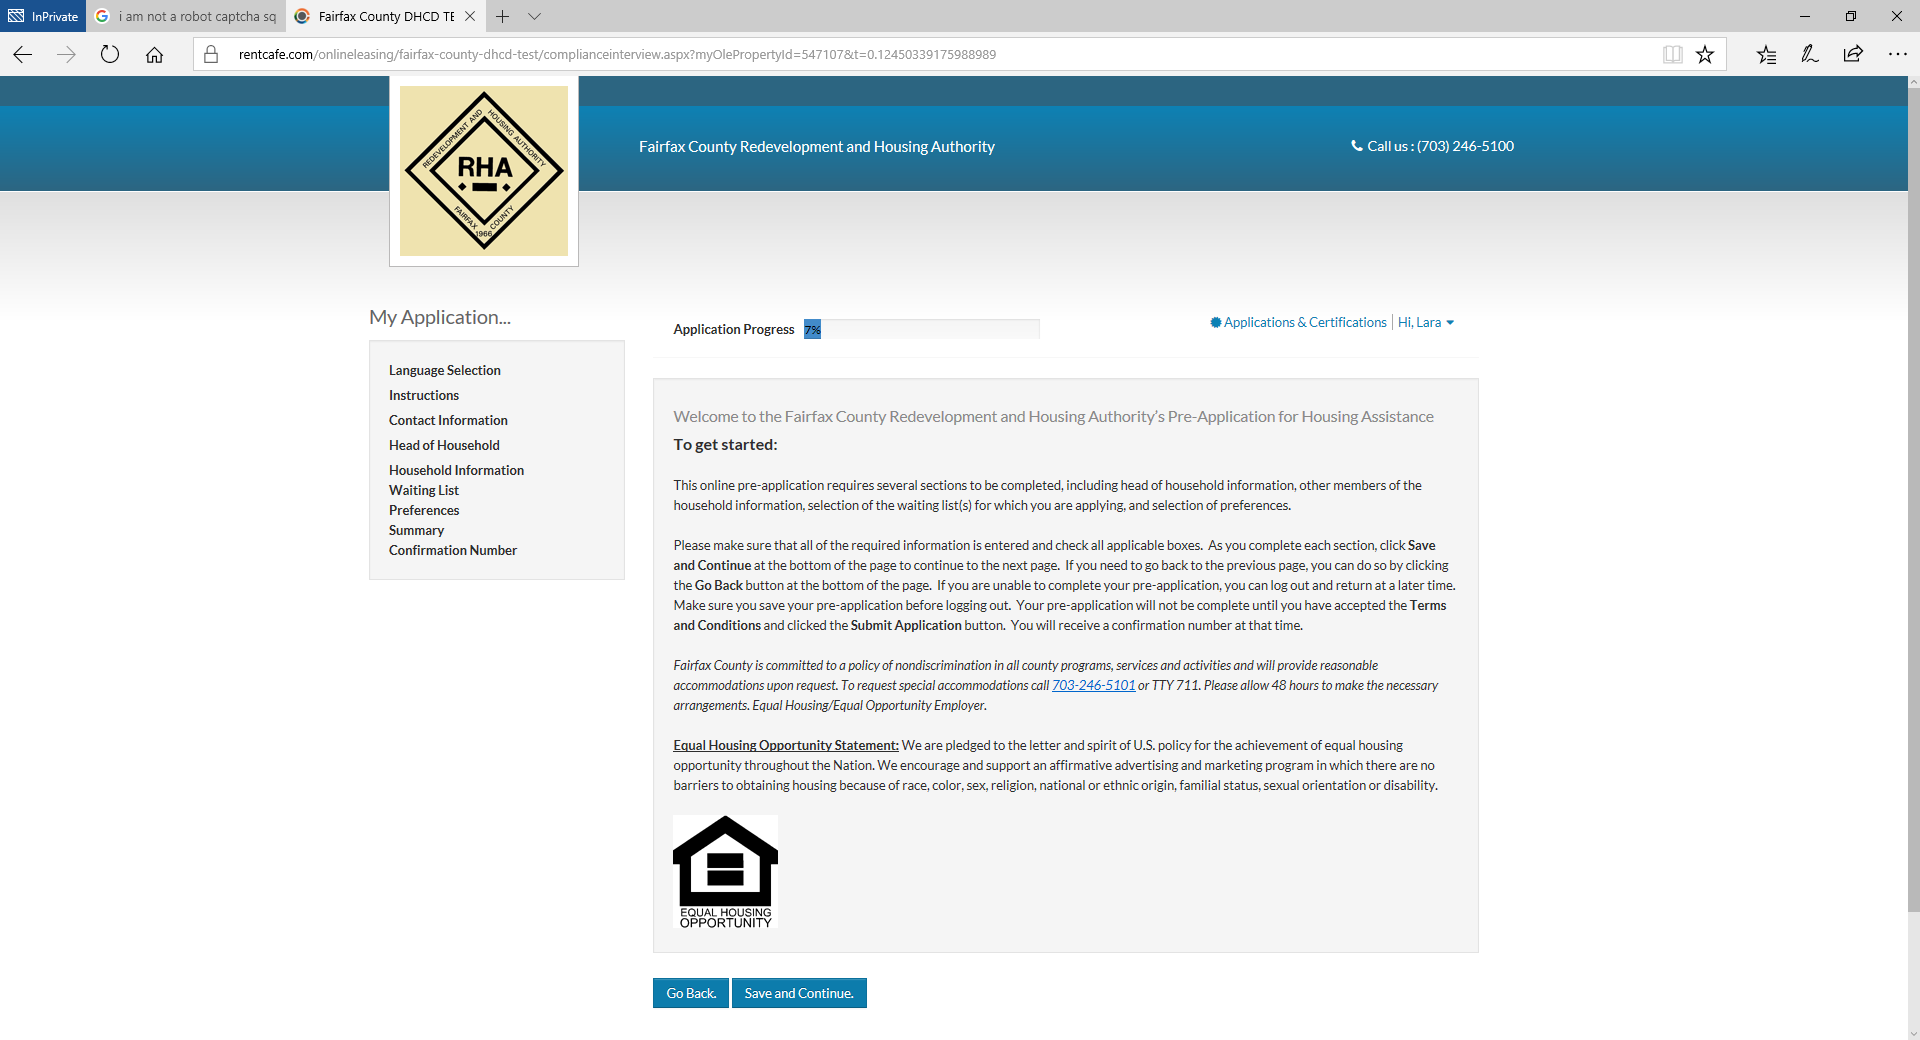 InPrivate
i am not a robot captcha sq
Fairfax County DHCD TE
rentcafe.com/onlineleasing/fairfax-county-dhcd-test/complianceinterview.aspx?myOlePropertyId=547107&t=0.12450339175988989
REDEVELOPMENT AND HOUSING AUTHORITY
RHA
FAIRFAX COUNTY
1966
Fairfax County Redevelopment and Housing Authority
Call us : (703) 246-5100
My Application...
Application Progress 7%
Applications & Certifications Hi, Lara
Language Selection
Instructions
Contact Information
Head of Household
Household Information
Waiting List
Preferences
Summary
Confirmation Number
Welcome to the Fairfax County Redevelopment and Housing Authority’s Pre-Application for Housing Assistance
To get started:
This online pre-application requires several sections to be completed, including head of household information, other members of the
household information, selection of the waiting list(s) for which you are applying, and selection of preferences.
Please make sure that all of the required information is entered and check all applicable boxes. As you complete each section, click Save
and Continue at the bottom of the page to continue to the next page. If you need to go back to the previous page, you can do so by clicking
the Go Back button at the bottom of the page. If you are unable to complete your pre-application, you can log out and return at a later time.
Make sure you save your pre-application before logging out. Your pre-application will not be complete until you have accepted the Terms
and Conditions and clicked the Submit Application button. You will receive a confirmation number at that time.
Fairfax County is committed to a policy of nondiscrimination in all county programs, services and activities and will provide reasonable
accommodations upon request. To request special accommodations call 703-246-5101 or TTY 711. Please allow 48 hours to make the necessary
arrangements. Equal Housing/Equal Opportunity Employer.
Equal Housing Opportunity Statement: We are pledged to the letter and spirit of U.S. policy for the achievement of equal housing
opportunity throughout the Nation. We encourage and support an affirmative advertising and marketing program in which there are no
barriers to obtaining housing because of race, color, sex, religion, national or ethnic origin, familial status, sexual orientation or disability.
EQUAL HOUSING
OPPORTUNITY
Go Back.
Save and Continue.